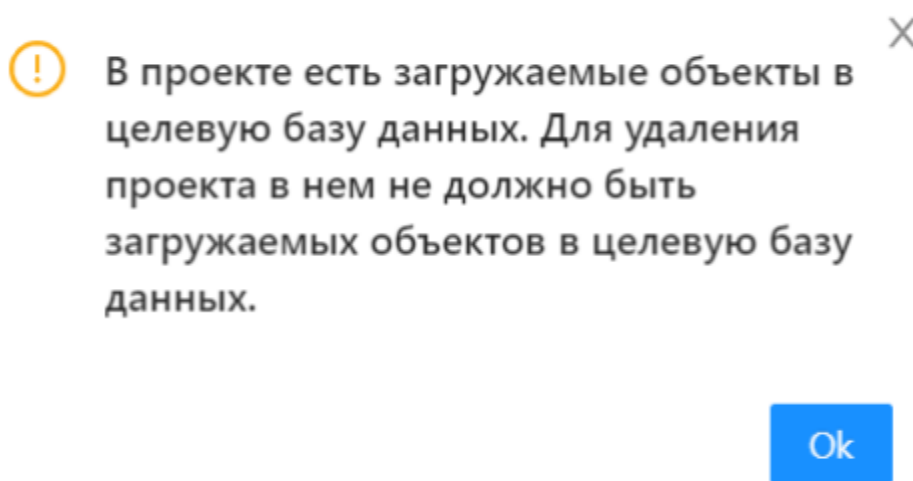 В проекте есть загружаемые объекты в
целевую базу данных. Для удаления
проекта в нем не должно быть
загружаемых объектов в целевую базу
данных.
Ok